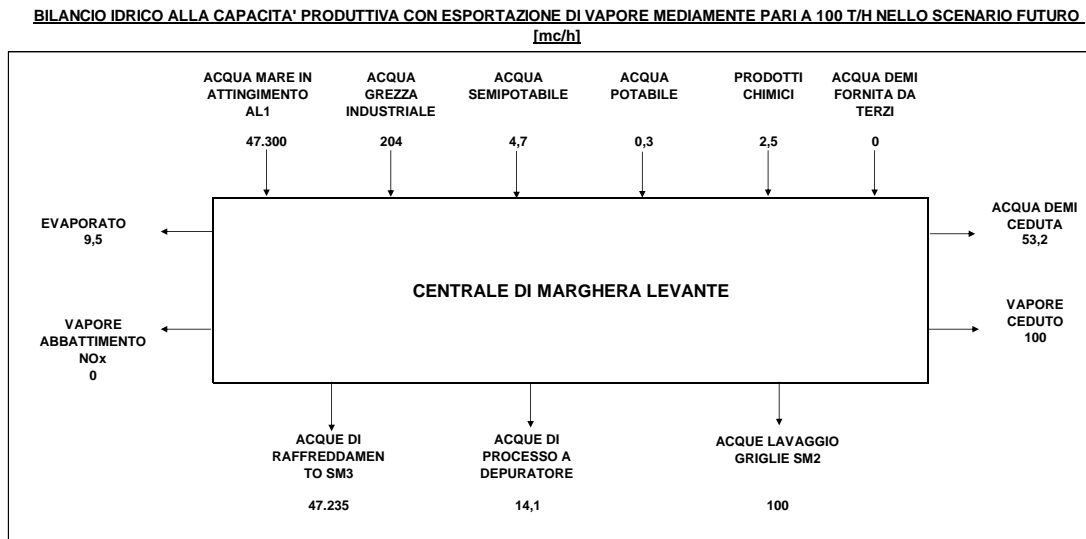 BILANCIO IDRICO ALLA CAPACITA' PRODUTTIVA CON ESPORTAZIONE DI VAPORE MEDIAMENTE PARI A 100 T/H NELLO SCENARIO FUTURO
[mc/h]
ACQUA MARE IN
ATTINGIMENTO
AL1
47.300
ACQUA
GREZZA
INDUSTRIALE
204
ACQUA
SEMIPOTABILE
4,7
ACQUA
POTABILE
0,3
PRODOTTI
CHIMICI
2,5
ACQUA DEMI
FORNITA DA
TERZI
0
EVAPORATO
9,5
ACQUA DEMI
CEDUTA
53,2
CENTRALE DI MARGHERA LEVANTE
VAPORE
ABBATTIMENTO
NOx
0
VAPORE
CEDUTO
100
ACQUE DI
RAFFREDDAMEN
TO SM3
47.235
ACQUE DI
PROCESSO A
DEPURATORE
14,1
ACQUE LAVAGGIO
GRIGLIE SM2
100